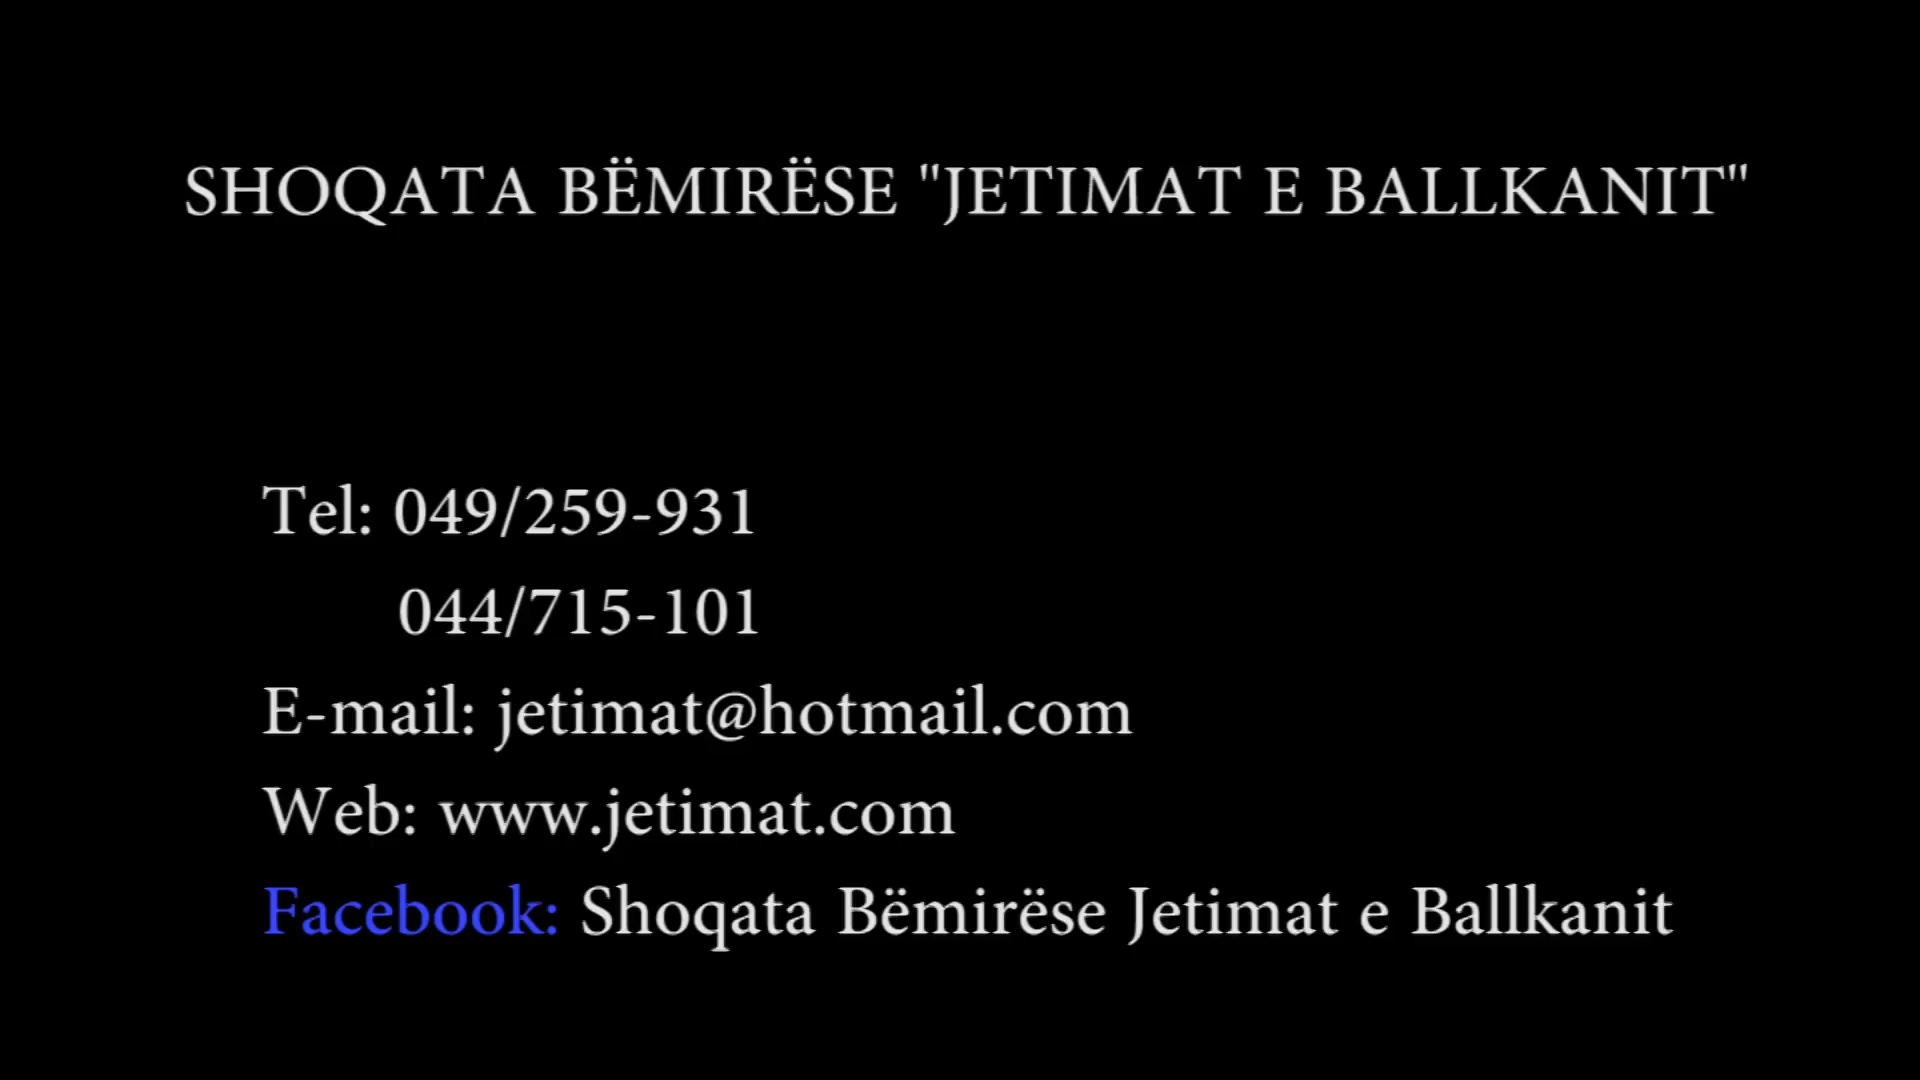 SHOQATA BËMIRËSE "JETIMAT E BALLKANIT"
Tel: 049/259-931
044/715-101
E-mail: jetimat@hotmail.com
Web: www.jetimat.com
Facebook: Shoqata Bëmirëse Jetimat e Ballkanit